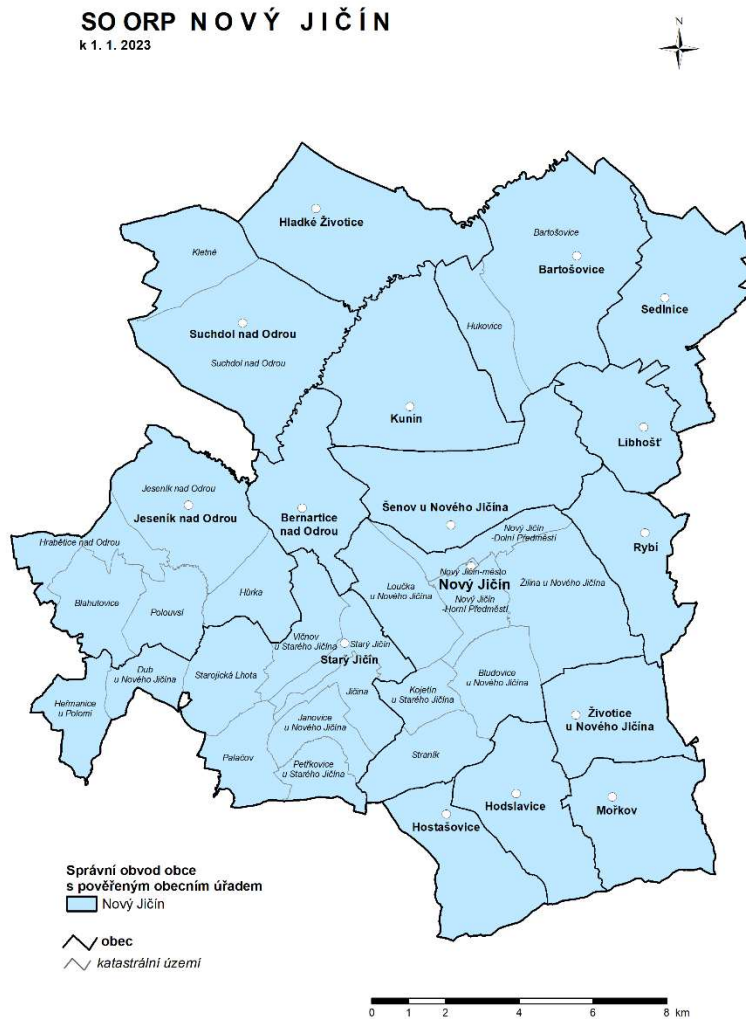 SO ORP NOVÝ JIČÍN
k 1. 1. 2023
N
Hladké Životice
Kletné
Bartošovice
Bartošovice
Sedlnice
Suchdol nad Odrou
Suchdol nad Odrou
Hukovice
Kunín
Libhošť
Jeseník nad Odrou
Jeseník nad Odrou
Bernartice
nad Odrou
Šenov u Nového Jičína
Nový Jičín
-Dolní Předměstí
Rybí
Hrabětice nad Odrou
Blahutovice
Polouvsí
Hůrka
Loučka
u Nového Jičína
Nový Jičín-město
Nový Jičín
Nový Jičín
-Horní Předměstí
Žilina u Nového Jičína
Vlčnov
u Starého Jičína
Starý Jičín
Starý Jičín
Dub
u Nového Jičína
Starojická Lhota
Heřmanice
u Polomi
Jičina
Kojetín
u Starého Jičína
Bludovice
u Nového Jičína
Janovice
u Nového Jičína
Životice
u Nového Jičína
Palačov
Petřkovice
u Starého Jičína
Straník
Hostašovice
Hodslavice
Mořkov
Správní obvod obce
s pověřeným obecním úřadem
Nový Jičín
obec
katastrální území
0 1 2 4 6 8 km